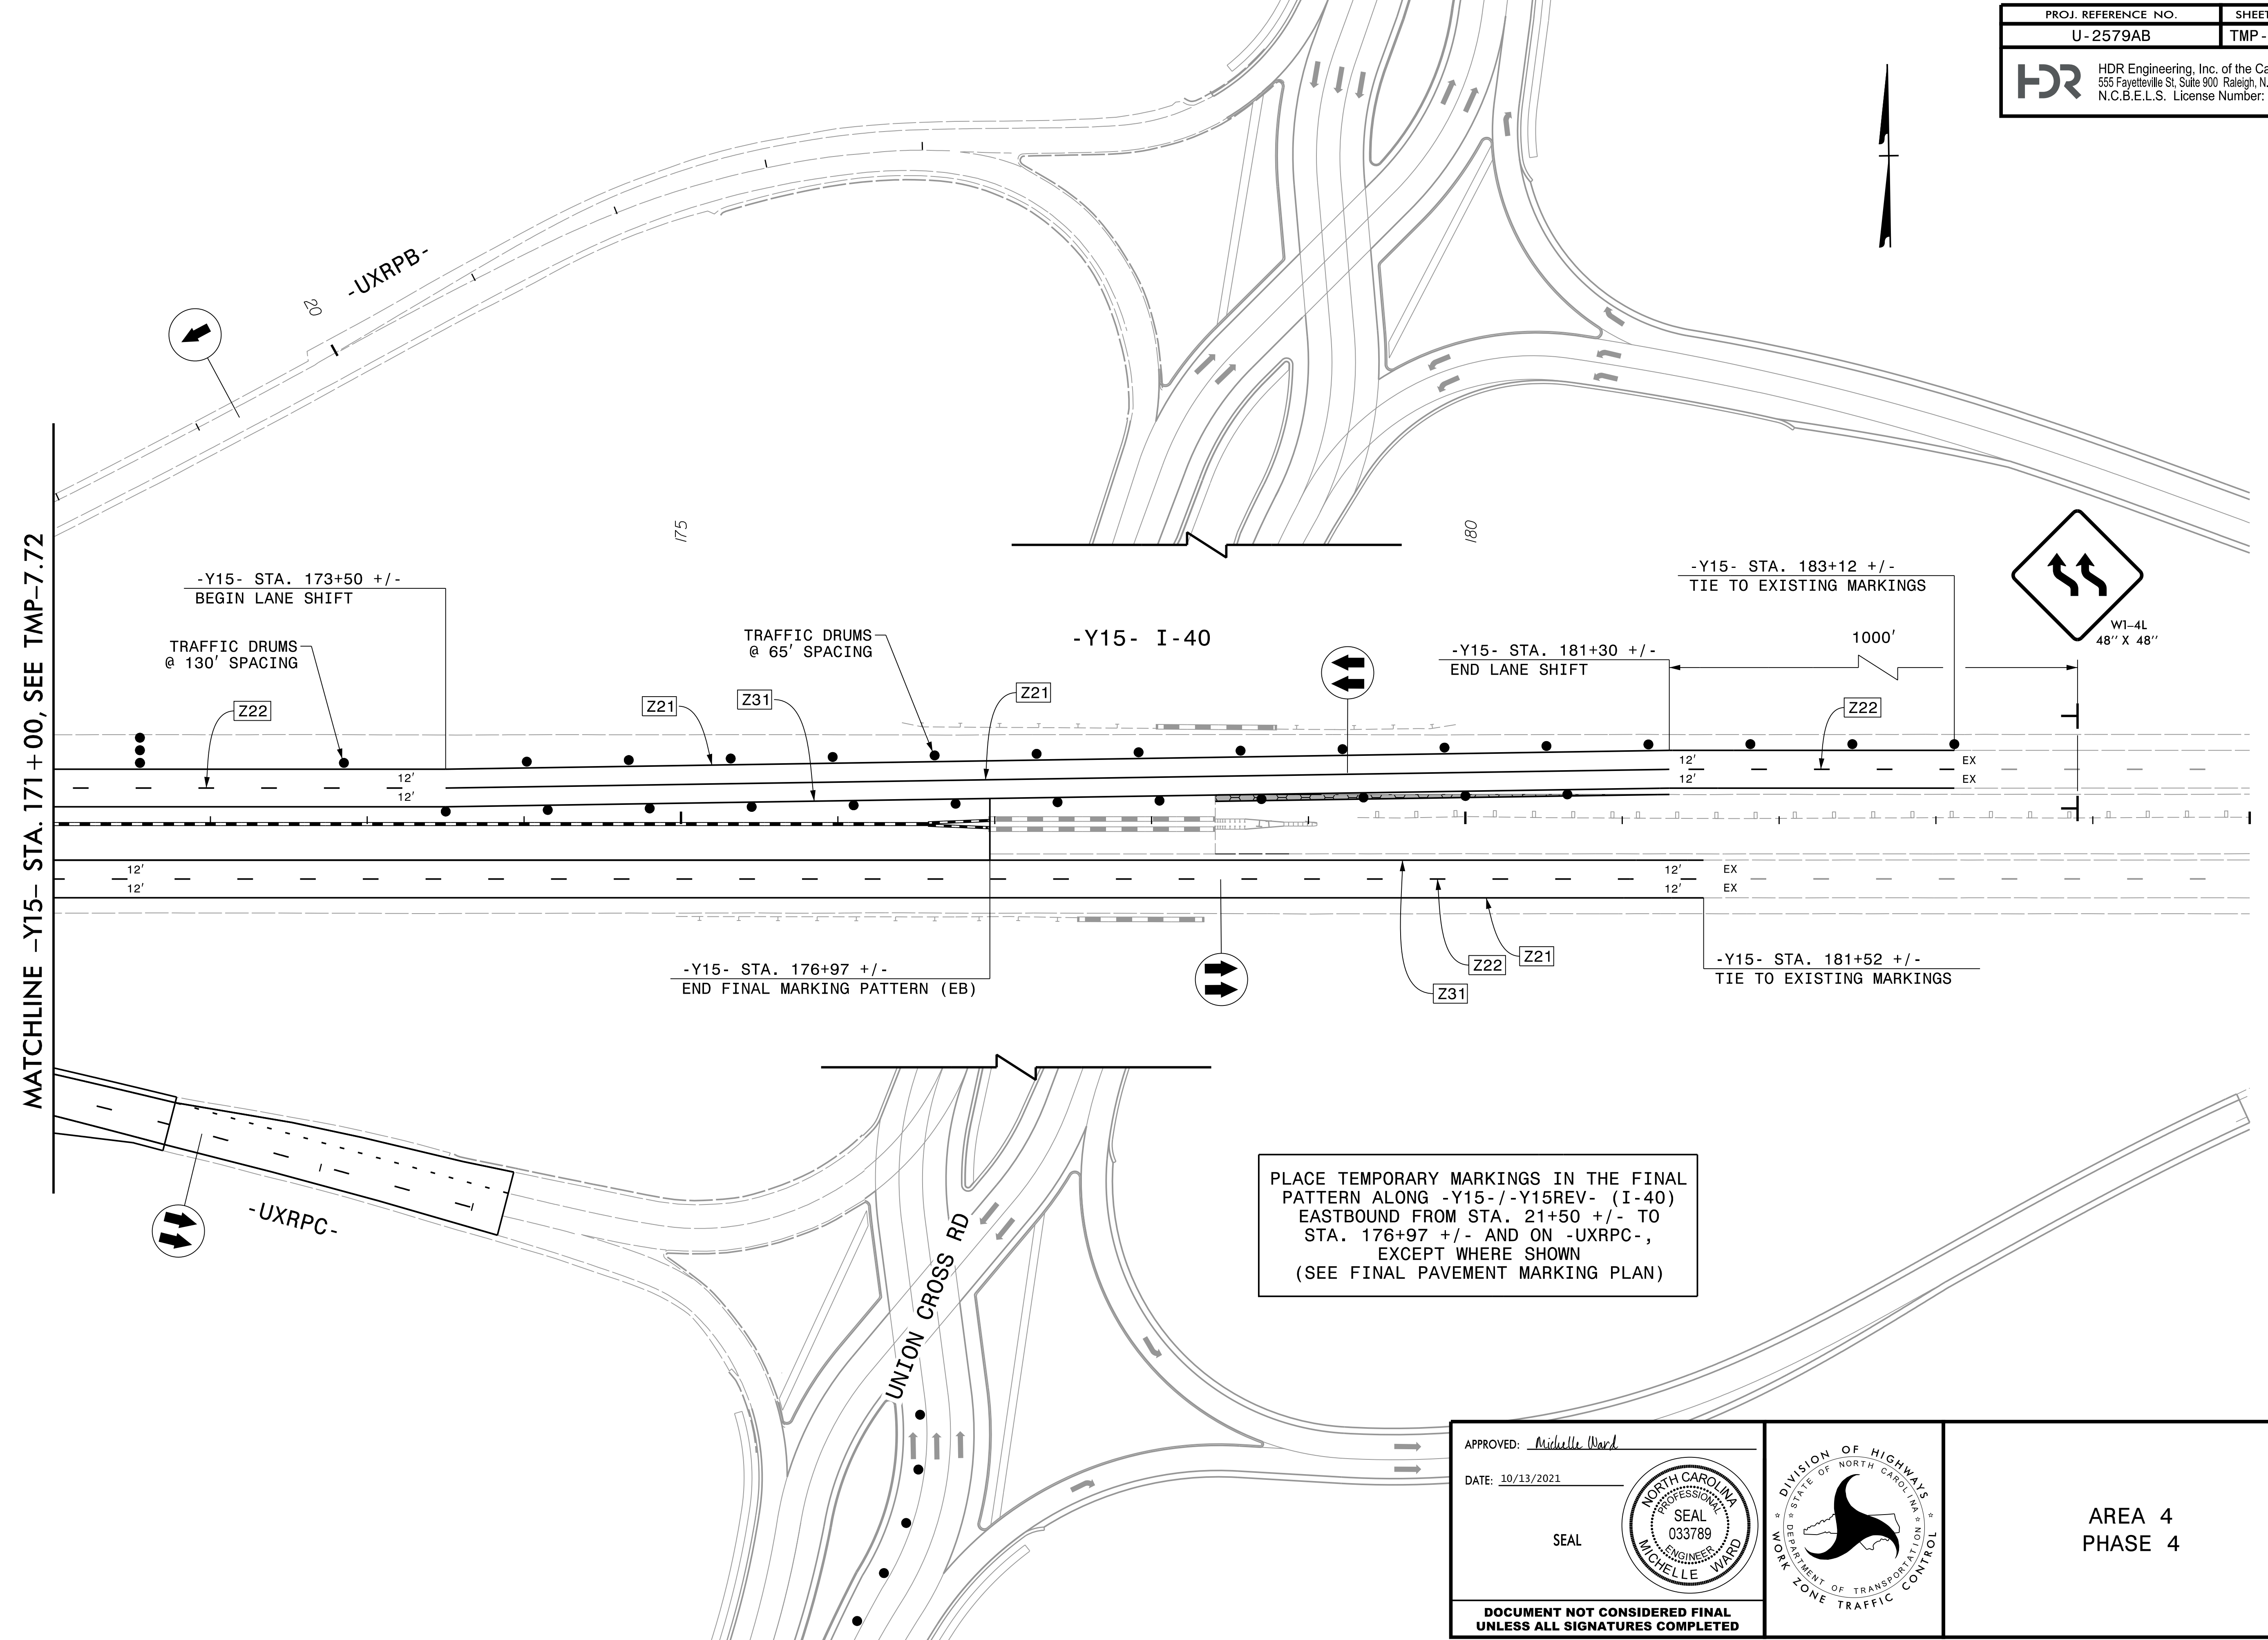 PROJ. REFERENCE NO.
SHEET
U-2579AB
TMP-
HDR
HDR Engineering, Inc. of the Ca
555 Fayetteville St, Suite 900 Raleigh, N.
N.C.B.E.L.S. License Number:
-UXRPB-
20
175
180
MATCHLINE -Y15- STA. 171+00, SEE TMP-7.72
-Y15- STA. 173+50 +/-
BEGIN LANE SHIFT
TRAFFIC DRUMS
@ 130' SPACING
Z22
Z21
Z31
TRAFFIC DRUMS
@ 65' SPACING
Z21
-Y15- I-40
-Y15- STA. 181+30 +/-
END LANE SHIFT
-Y15- STA. 183+12 +/-
TIE TO EXISTING MARKINGS
1000'
W1-4L
48" X 48"
Z22
12'
12'
12'
12'
EX
EX
12'
12'
12'
12'
EX
EX
-Y15- STA. 176+97 +/-
END FINAL MARKING PATTERN (EB)
Z31
Z22
Z21
-Y15- STA. 181+52 +/-
TIE TO EXISTING MARKINGS
-UXRPC-
UNION CROSS RD
PLACE TEMPORARY MARKINGS IN THE FINAL
PATTERN ALONG -Y15-/-Y15REV- (I-40)
EASTBOUND FROM STA. 21+50 +/- TO
STA. 176+97 +/- AND ON -UXRPC-,
EXCEPT WHERE SHOWN
(SEE FINAL PAVEMENT MARKING PLAN)
APPROVED: Michelle Ward
DATE: 10/13/2021
SEAL
NORTH CAROLINA
PROFESSIONAL
SEAL
033789
ENGINEER
MICHELLE WARD
DOCUMENT NOT CONSIDERED FINAL
UNLESS ALL SIGNATURES COMPLETED
DIVISION OF HIGHWAYS
STATE OF NORTH CAROLINA
DEPARTMENT OF TRANSPORTATION
WORK ZONE TRAFFIC CONTROL
AREA 4
PHASE 4